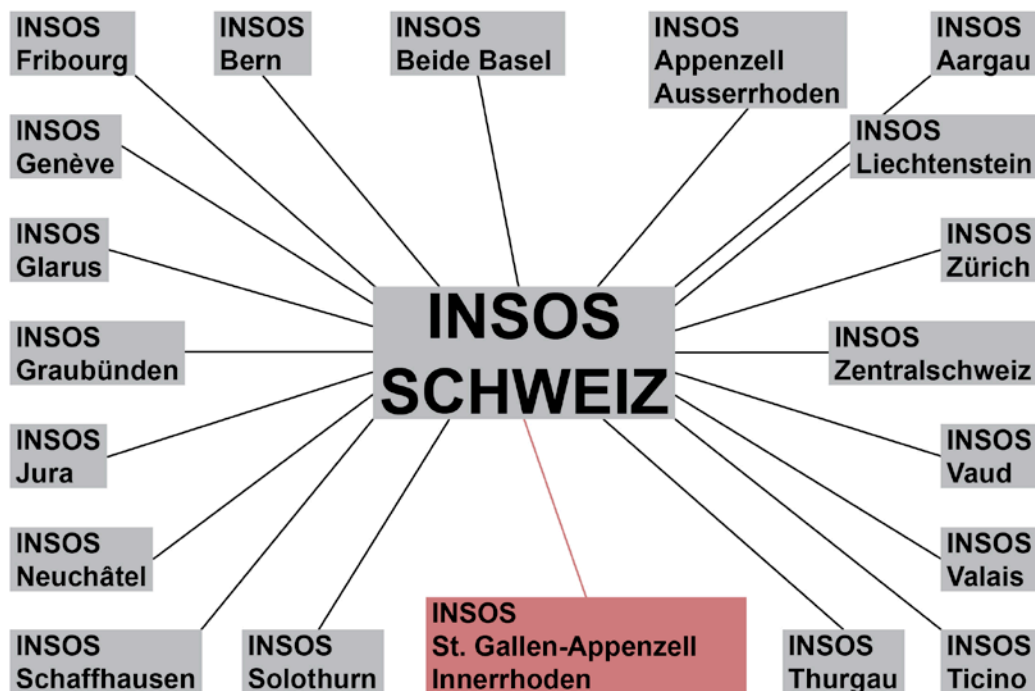 INSOS
Fribourg
INSOS
Bern
INSOS
Beide Basel
INSOS
Appenzell
Ausserrhoden
INSOS
Aargau
INSOS
Genève
INSOS
Liechtenstein
INSOS
Glarus
INSOS
Zürich
INSOS
SCHWEIZ
INSOS
Graubünden
INSOS
Zentralschweiz
INSOS
Jura
INSOS
Vaud
INSOS
Neuchâtel
INSOS
Valais
INSOS
Schaffhausen
INSOS
Solothurn
INSOS
St. Gallen-Appenzell
Innerrhoden
INSOS
Thurgau
INSOS
Ticino